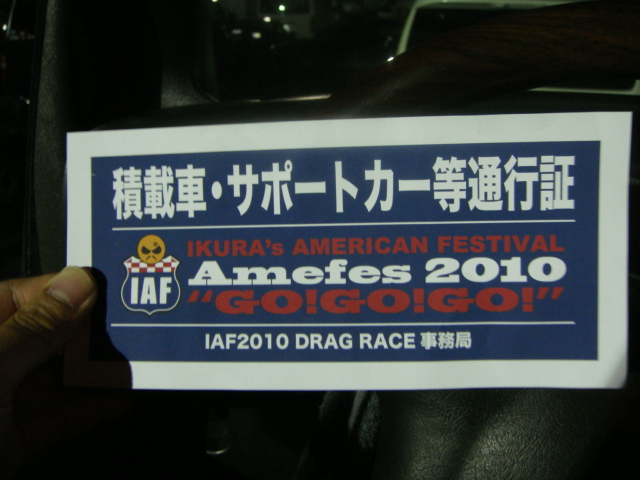 積載車・サポートカー等通行証
IKURA's AMERICAN FESTIVAL
Amefes 2010
"GO!GO!GO!"
IAF
IAF2010 DRAG RACE 事務局